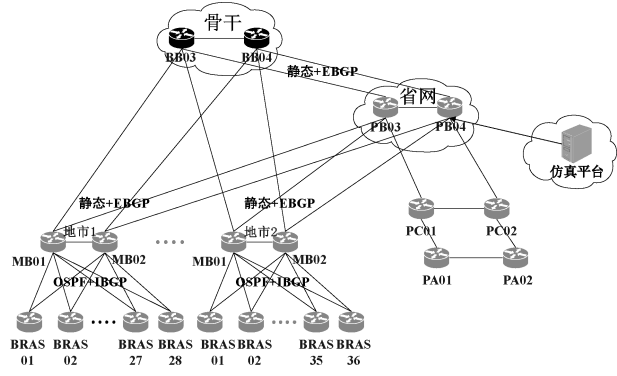 骨干
BB03 BB04
静态+EBGP
省网
PB03 PB04
仿真平台
静态+EBGP 静态+EBGP
地市1 地市2
PC01 PC02
MB01 MB02 MB01 MB02
PA01 PA02
OSPF+IBGP OSPF+IBGP
BRAS BRAS BRAS BRAS BRAS BRAS BRAS BRAS
01 02 27 28 01 02 35 36